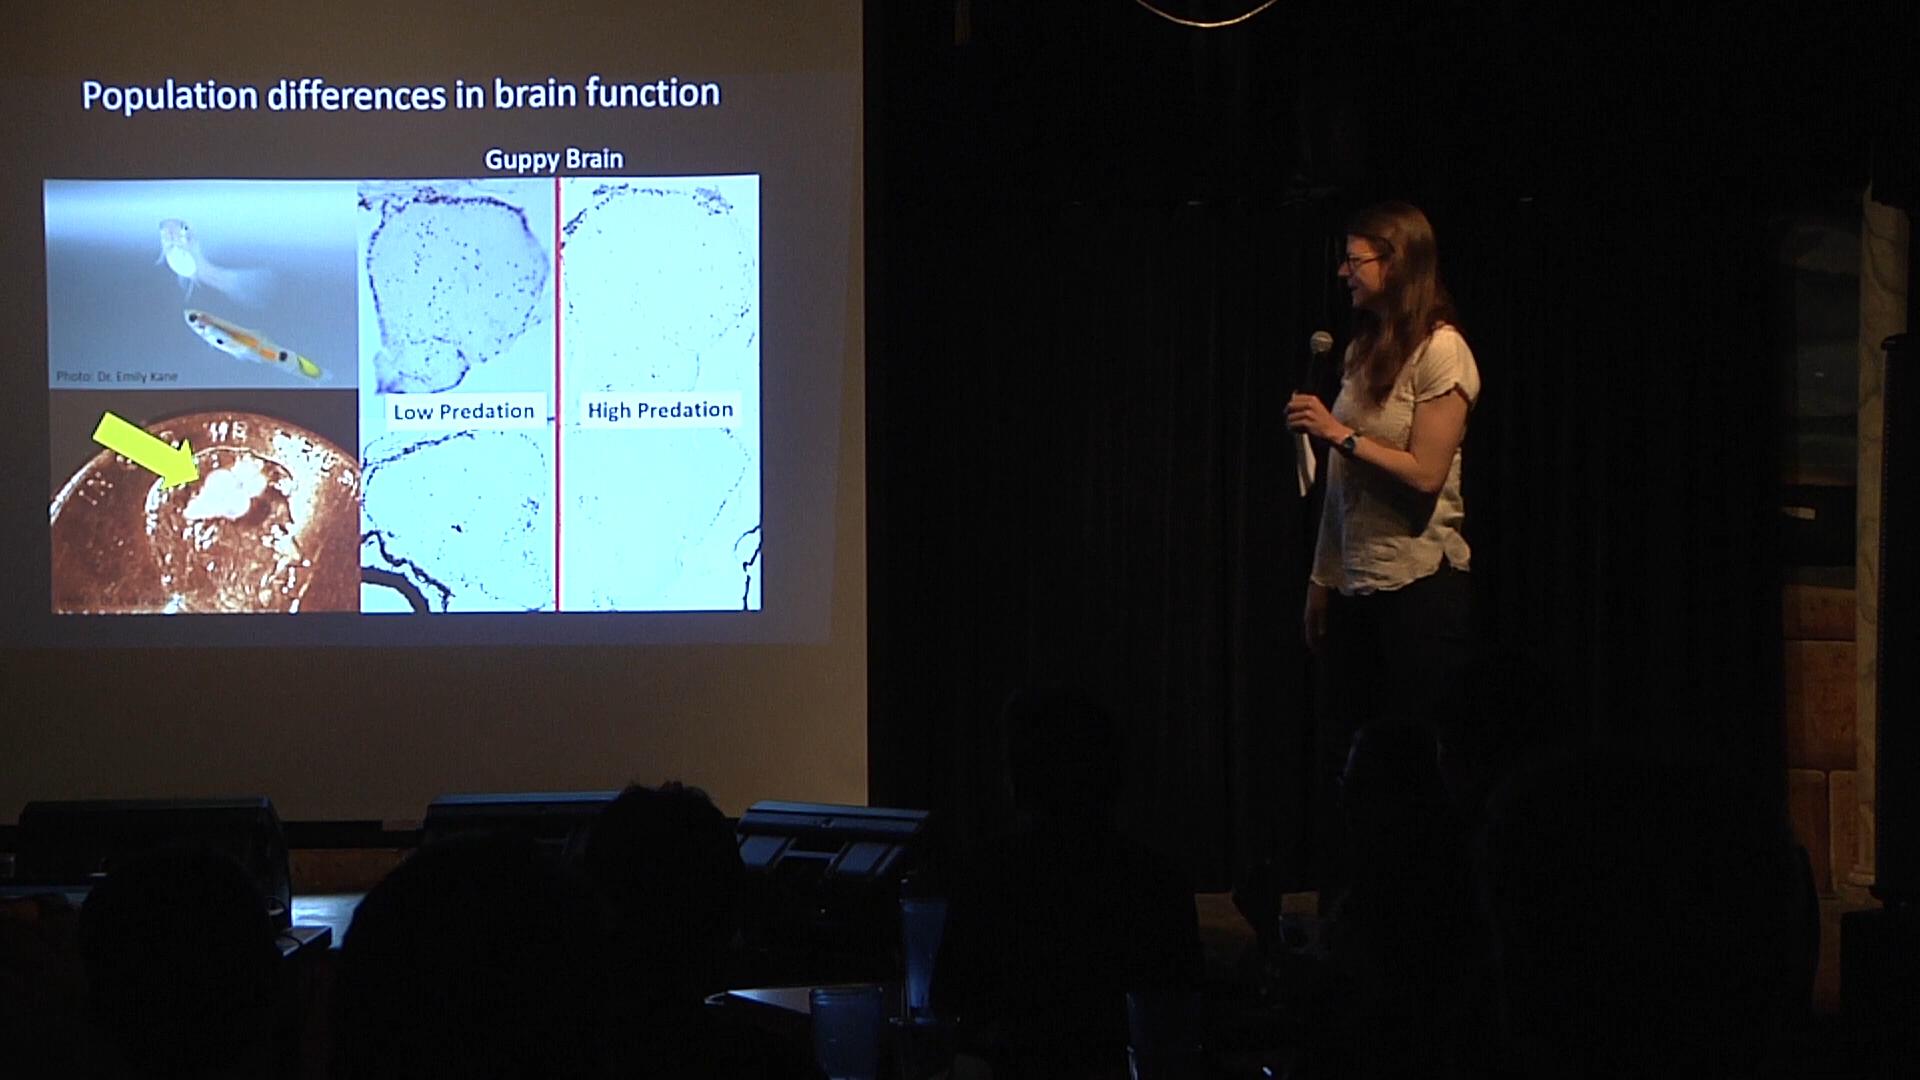 Population differences in brain function
Guppy Brain
Photo: Dr. Emily Kane
Low Predation
High Predation